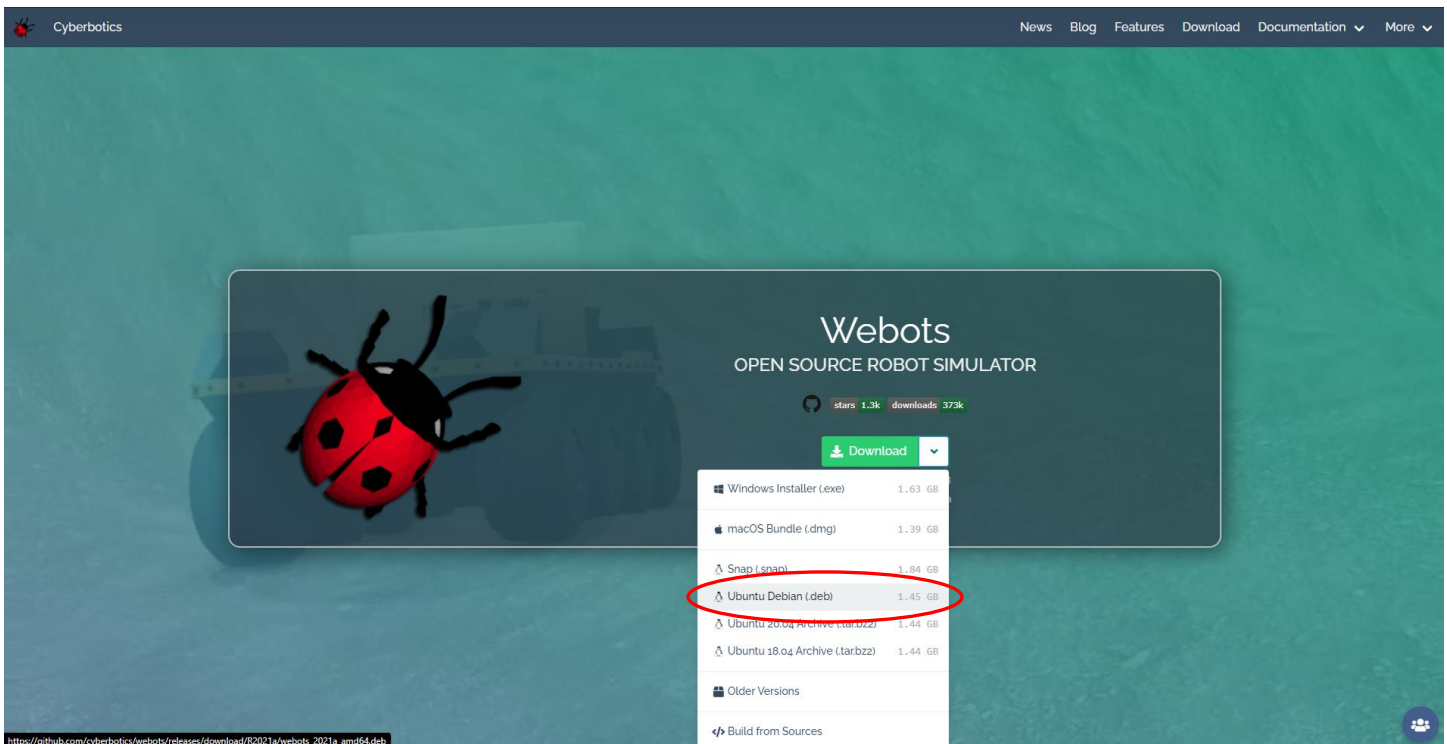 Cyberbotics News Blog Features Download Documentation More
Webots
OPEN SOURCE ROBOT SIMULATOR
stars 1.3k downloads 373k
Download
Windows Installer (.exe) 1.63 GB
macOS Bundle (.dmg) 1.39 GB
Snap (.snap) 1.84 GB
Ubuntu Debian (.deb) 1.45 GB
Ubuntu 20.04 Archive (.tar.bz2) 1.44 GB
Ubuntu 18.04 Archive (.tar.bz2) 1.44 GB
Older Versions
</> Build from Sources
https://github.com/cyberbotics/webots/releases/download/R2021a/webots_2021a_amd64.deb